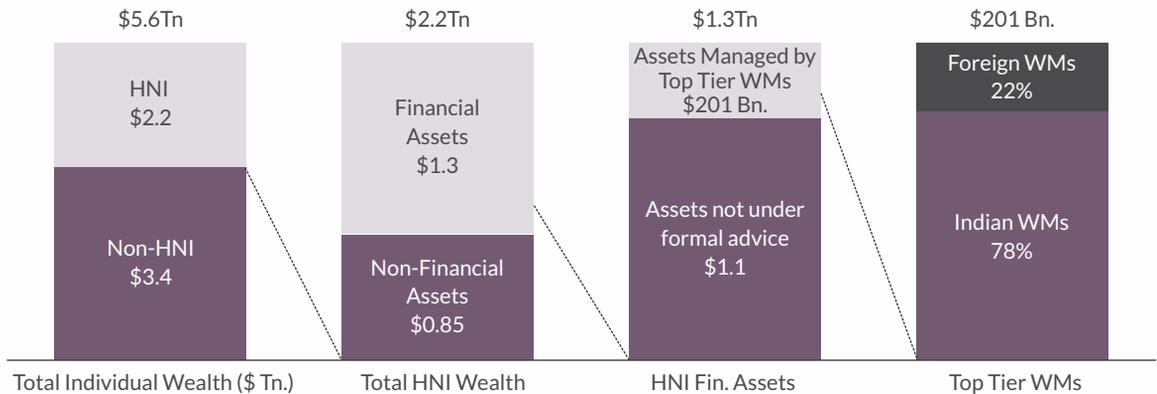 $5.6Tn
HNI
$2.2
Non-HNI
$3.4
Total Individual Wealth ($ Tn.)
$2.2Tn
Financial
Assets
$1.3
Non-Financial
Assets
$0.85
Total HNI Wealth
$1.3Tn
Assets Managed by
Top Tier WMs
$201 Bn.
Assets not under
formal advice
$1.1
HNI Fin. Assets
$201 Bn.
Foreign WMs
22%
Indian WMs
78%
Top Tier WMs